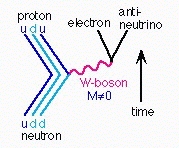 proton
u d u
electron
anti-
neutrino
W-boson
M≠0
time
u d d
neutron